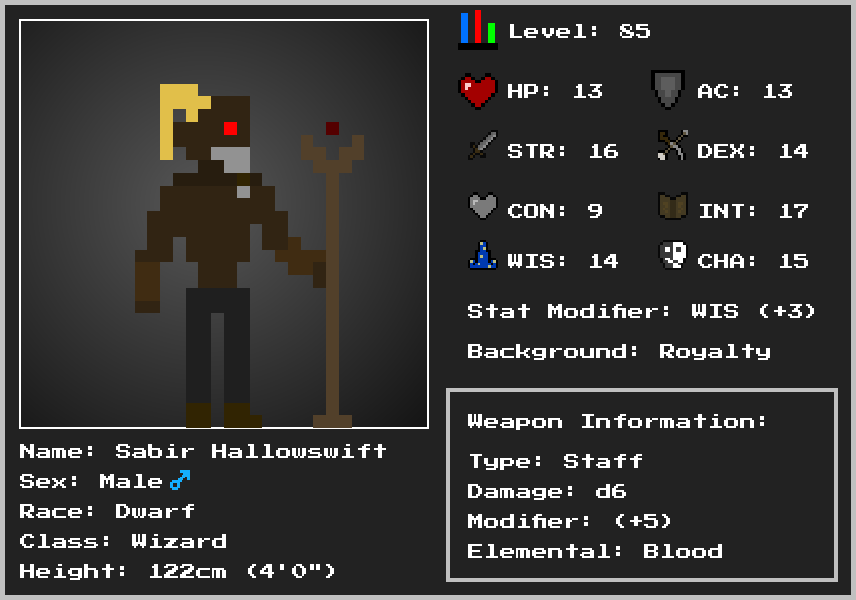 Level: 85
HP: 13 AC: 13
STR: 16 DEX: 14
CON: 9 INT: 17
WIS: 14 CHA: 15
Stat Modifier: WIS (+3)
Background: Royalty
Weapon Information:
Type: Staff
Damage: d6
Modifier: (+5)
Elemental: Blood
Name: Sabir Hallowswift
Sex: Male ♂
Race: Dwarf
Class: Wizard
Height: 122cm (4'0")